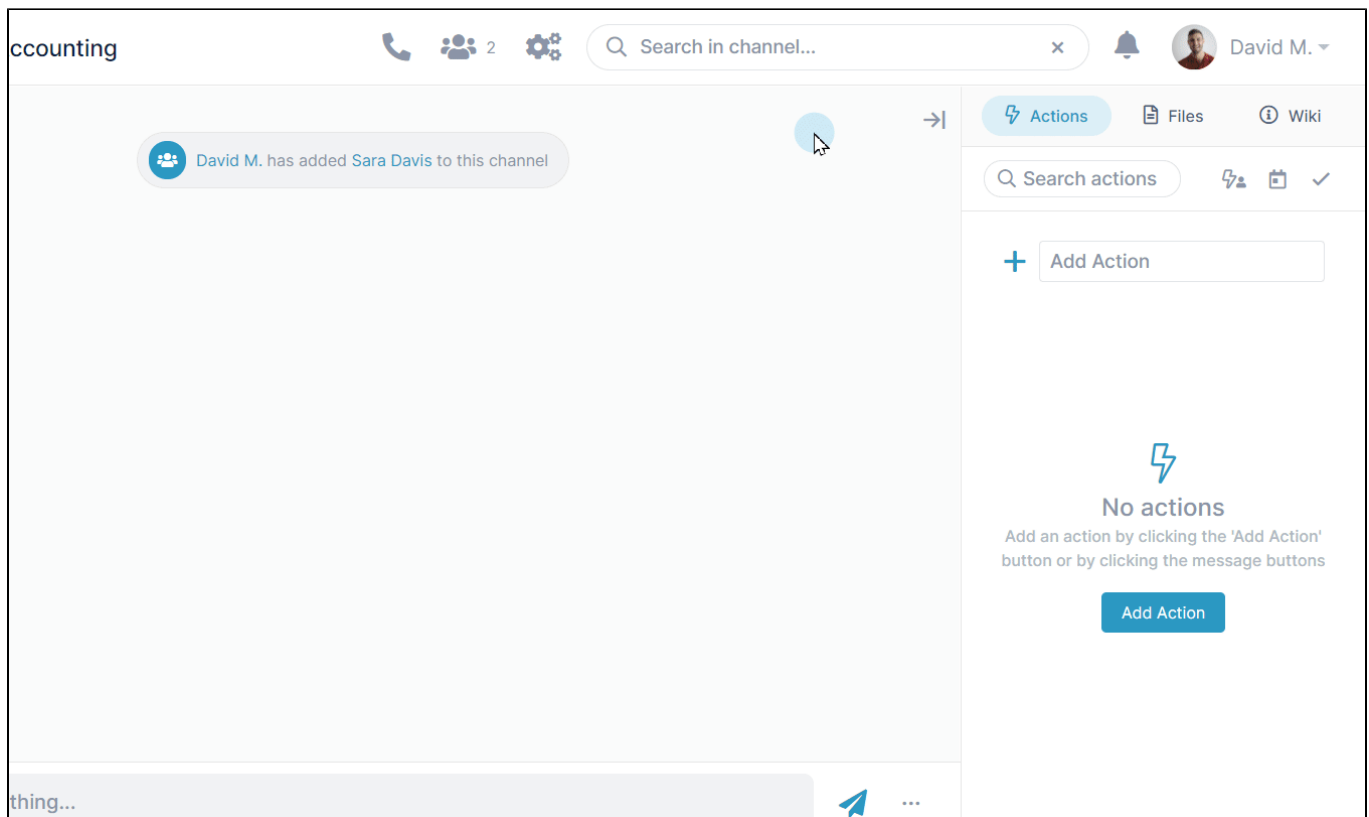 ccounting
2
Search in channel...
David M.
Actions
Files
Wiki
David M. has added Sara Davis to this channel
Search actions
Add Action
No actions
Add an action by clicking the 'Add Action'
button or by clicking the message buttons
Add Action
thing...